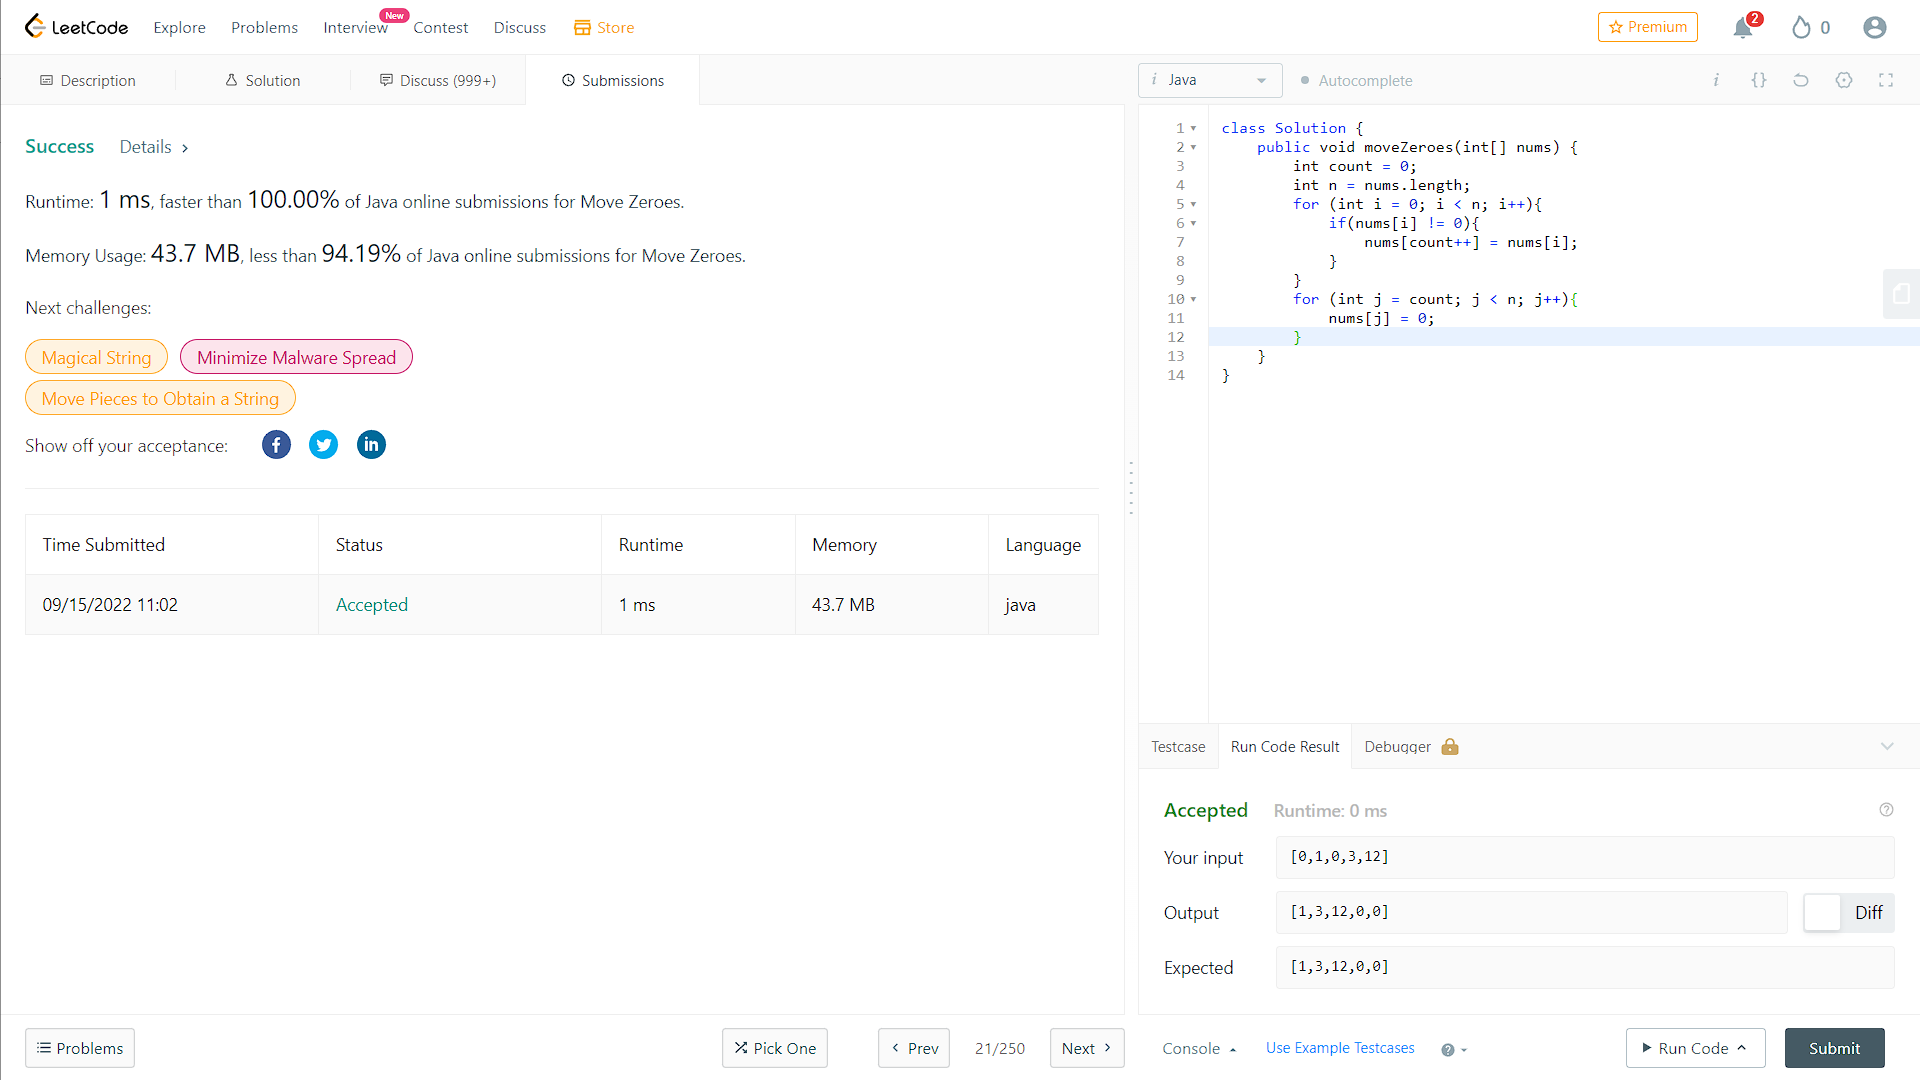 LeetCode Explore Problems Interview New Contest Discuss Store Premium 2 0
Description Solution Discuss (999+) Submissions
i Java Autocomplete i {}
Success Details >
Runtime: 1 ms, faster than 100.00% of Java online submissions for Move Zeroes.
Memory Usage: 43.7 MB, less than 94.19% of Java online submissions for Move Zeroes.
Next challenges:
Magical String Minimize Malware Spread
Move Pieces to Obtain a String
Show off your acceptance: f in
Time Submitted Status Runtime Memory Language
09/15/2022 11:02 Accepted 1 ms 43.7 MB java
1 class Solution {
2 public void moveZeroes(int[] nums) {
3 int count = 0;
4 int n = nums.length;
5 for (int i = 0; i < n; i++){
6 if(nums[i] != 0){
7 nums[count++] = nums[i];
8 }
9 }
10 for (int j = count; j < n; j++){
11 nums[j] = 0;
12 }
13 }
14 }
Testcase Run Code Result Debugger
Accepted Runtime: 0 ms ?
Your input [0,1,0,3,12]
Output [1,3,12,0,0] Diff
Expected [1,3,12,0,0]
Problems Pick One < Prev 21/250 Next > Console Use Example Testcases ? Run Code Submit